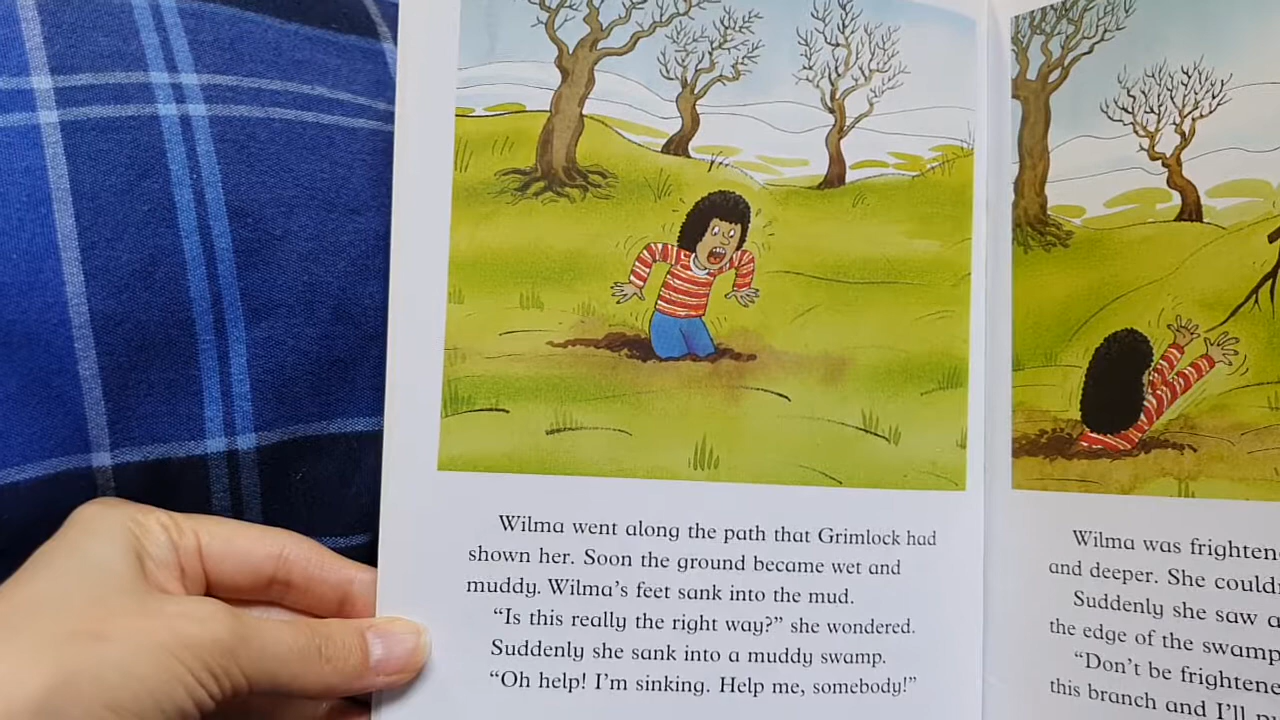 Wilma went along the path that Grimlock had
shown her. Soon the ground became wet and
muddy. Wilma's feet sank into the mud.
"Is this really the right way?" she wondered.
Suddenly she sank into a muddy swamp.
"Oh help! I'm sinking. Help me, somebody!"
Wilma was
and deeper. She
Suddenly she saw
the edge of the swamp
"Don't be
this branch and I'll